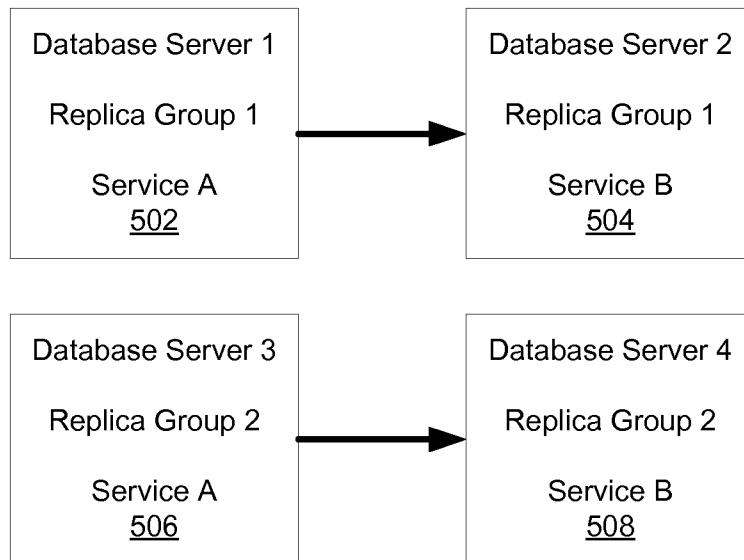 Database Server 1
Replica Group 1
Service A
502
Database Server 2
Replica Group 1
Service B
504
Database Server 3
Replica Group 2
Service A
506
Database Server 4
Replica Group 2
Service B
508